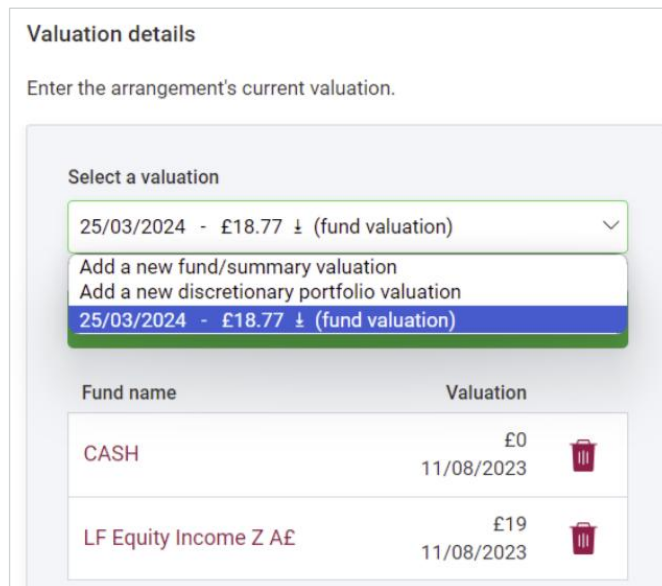 Valuation details
Enter the arrangement's current valuation.
Select a valuation
25/03/2024 - £18.77 ⤓ (fund valuation)
Add a new fund/summary valuation
Add a new discretionary portfolio valuation
25/03/2024 - £18.77 ⤓ (fund valuation)
Fund name Valuation
CASH £0
11/08/2023
LF Equity Income Z A£ £19
11/08/2023